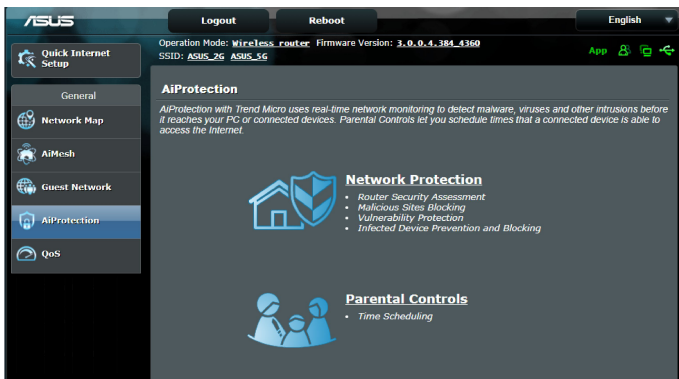 ASUS
Logout
Reboot
English
Quick Internet
Setup
Operation Mode: Wireless router Firmware Version: 3.0.0.4.384_4360
SSID: ASUS_2G ASUS_5G
App
General
Network Map
AiMesh
Guest Network
AiProtection
QoS
AiProtection
AiProtection with Trend Micro uses real-time network monitoring to detect malware, viruses and other intrusions before
it reaches your PC or connected devices. Parental Controls let you schedule times that a connected device is able to
access the Internet.
Network Protection
• Router Security Assessment
• Malicious Sites Blocking
• Vulnerability Protection
• Infected Device Prevention and Blocking
Parental Controls
• Time Scheduling